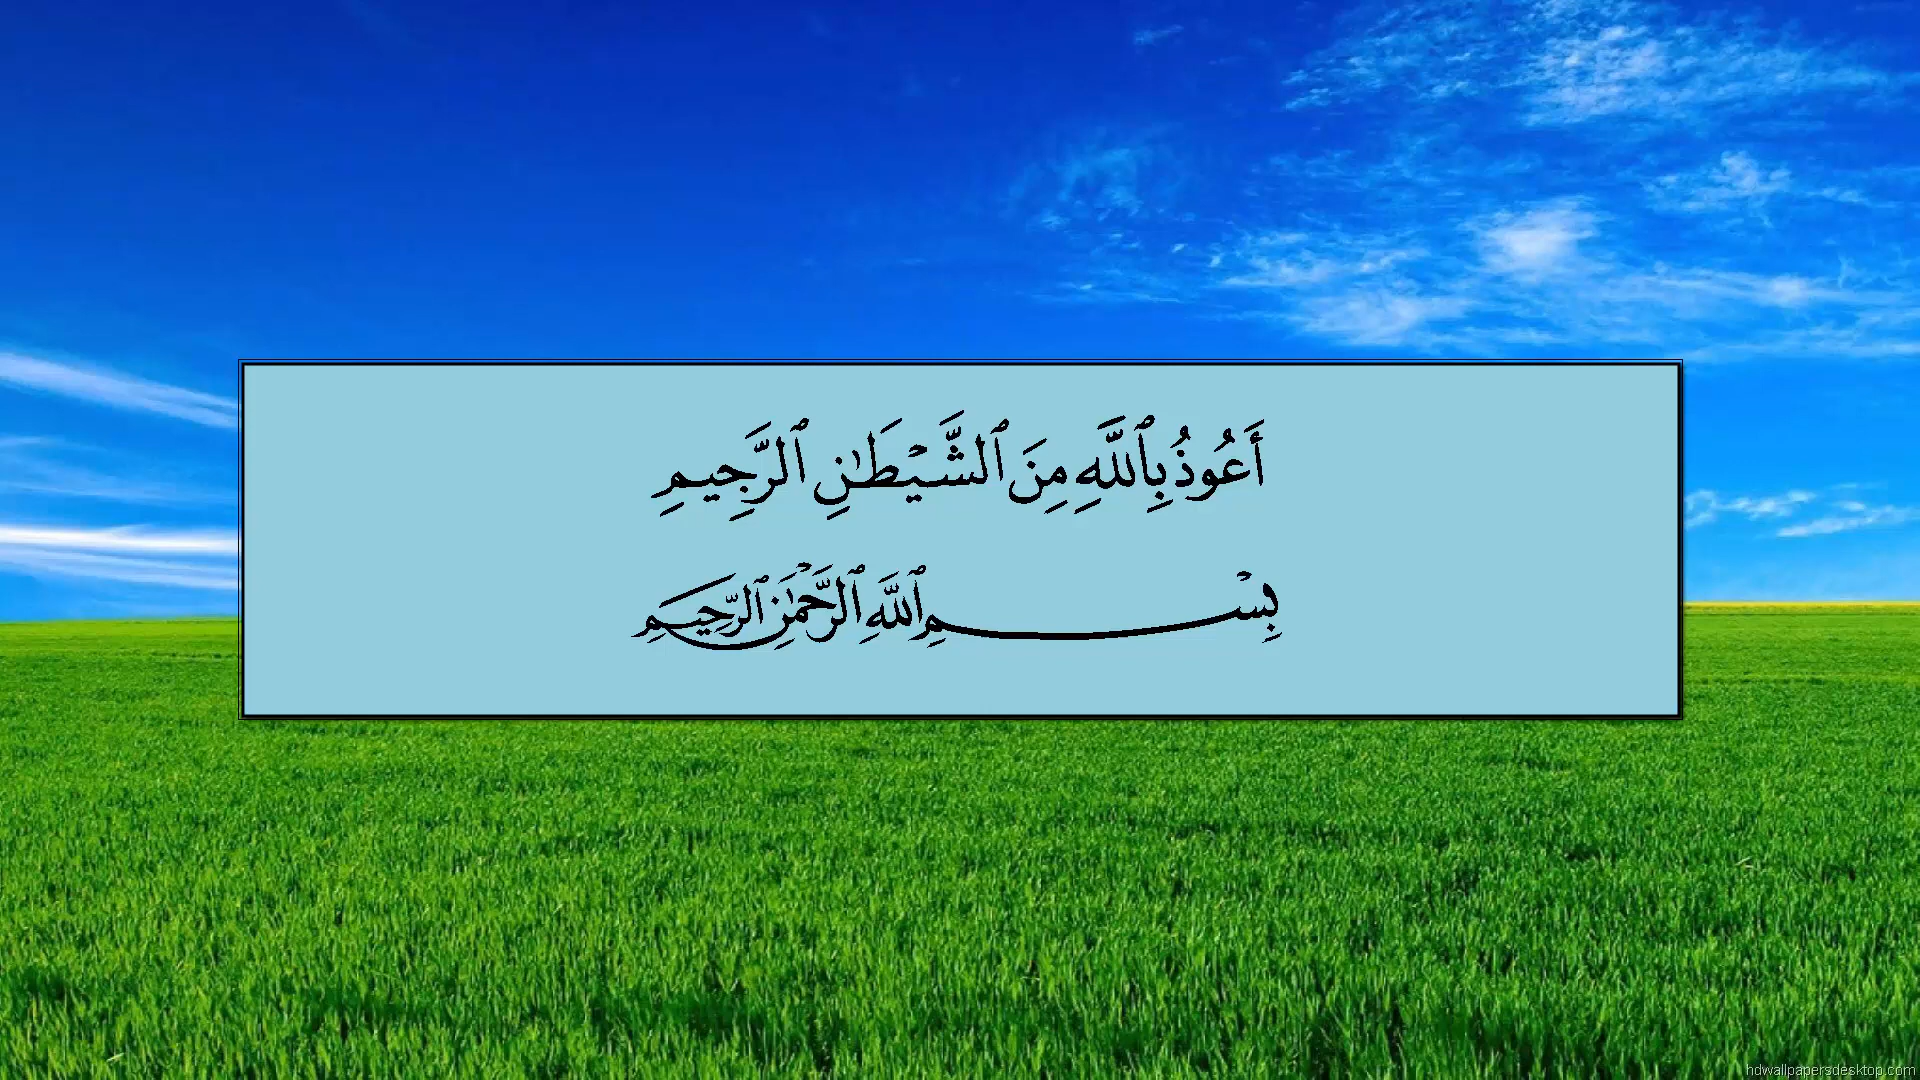 أَعُوذُ بِٱللَّهِ مِنَ ٱلشَّيْطَٰنِ ٱلرَّجِيمِ
بِسْمِ ٱللَّهِ ٱلرَّحْمَٰنِ ٱلرَّحِيمِ
hdwallpapersdesktop.com